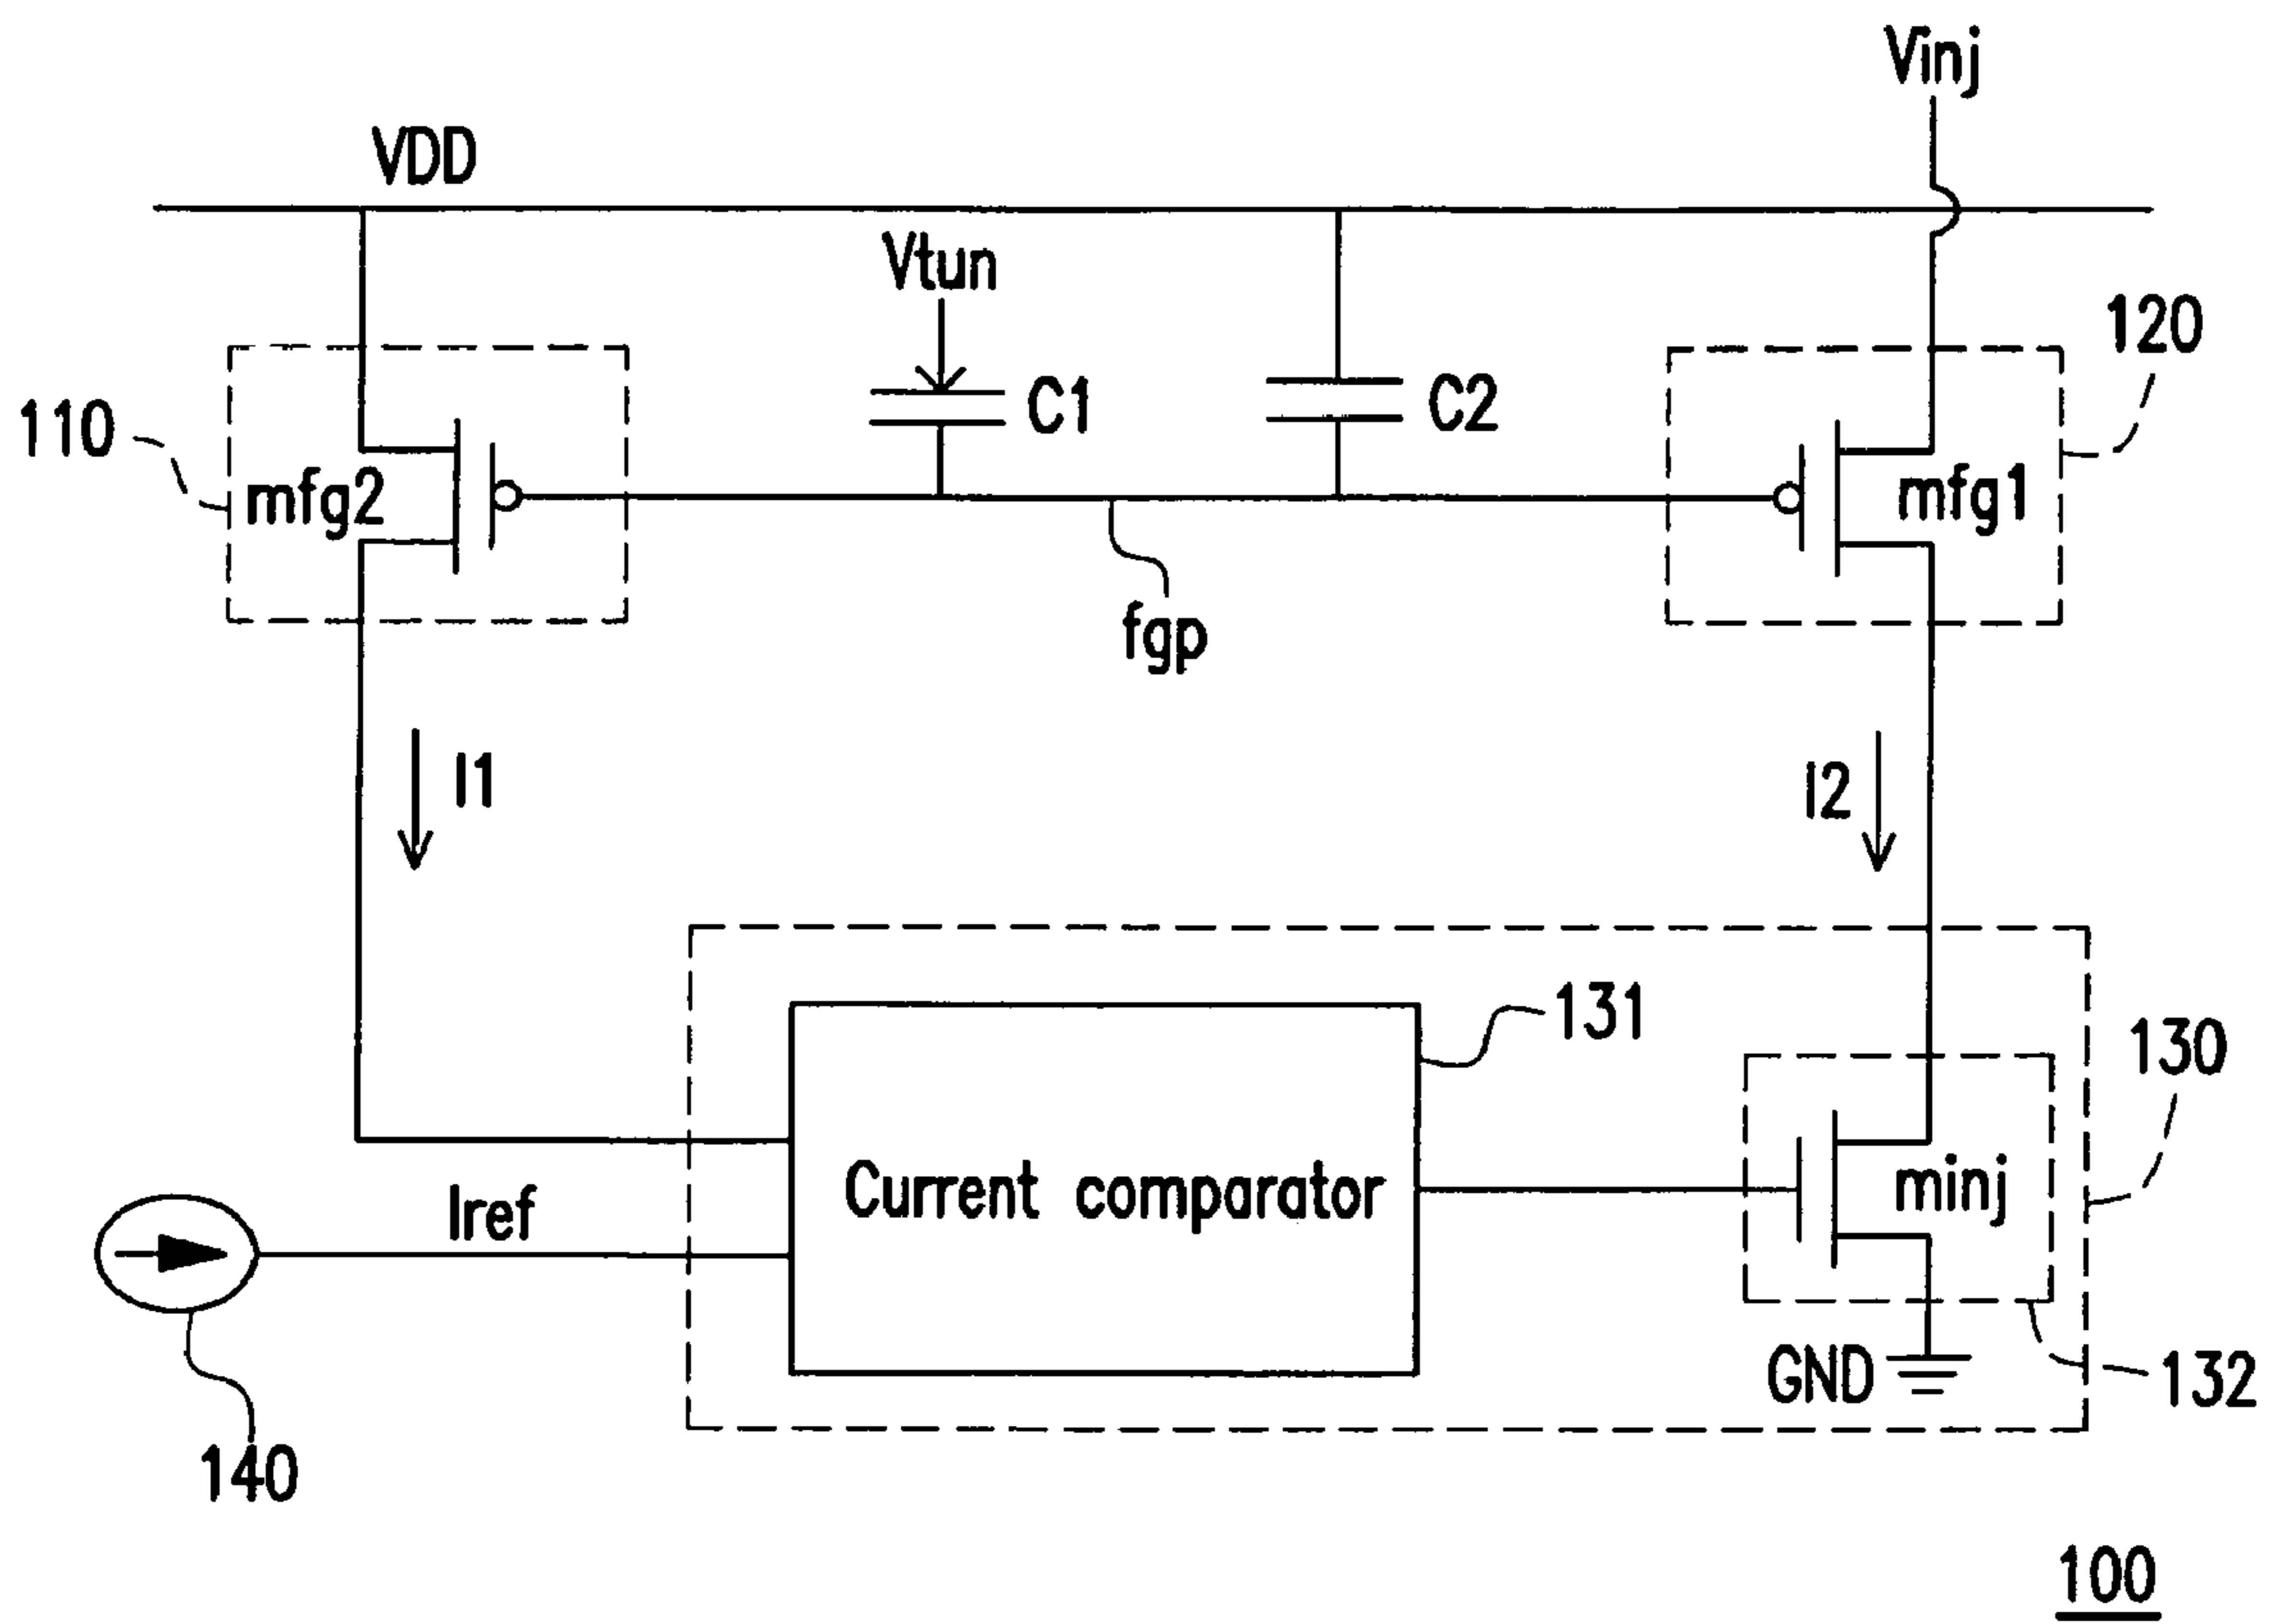 Vinj
VDD
Vtun
120
C1
C2
110
mfg2
mfg1
fgp
I1
I2
131
130
Current comparator
minj
Iref
GND
132
140
100